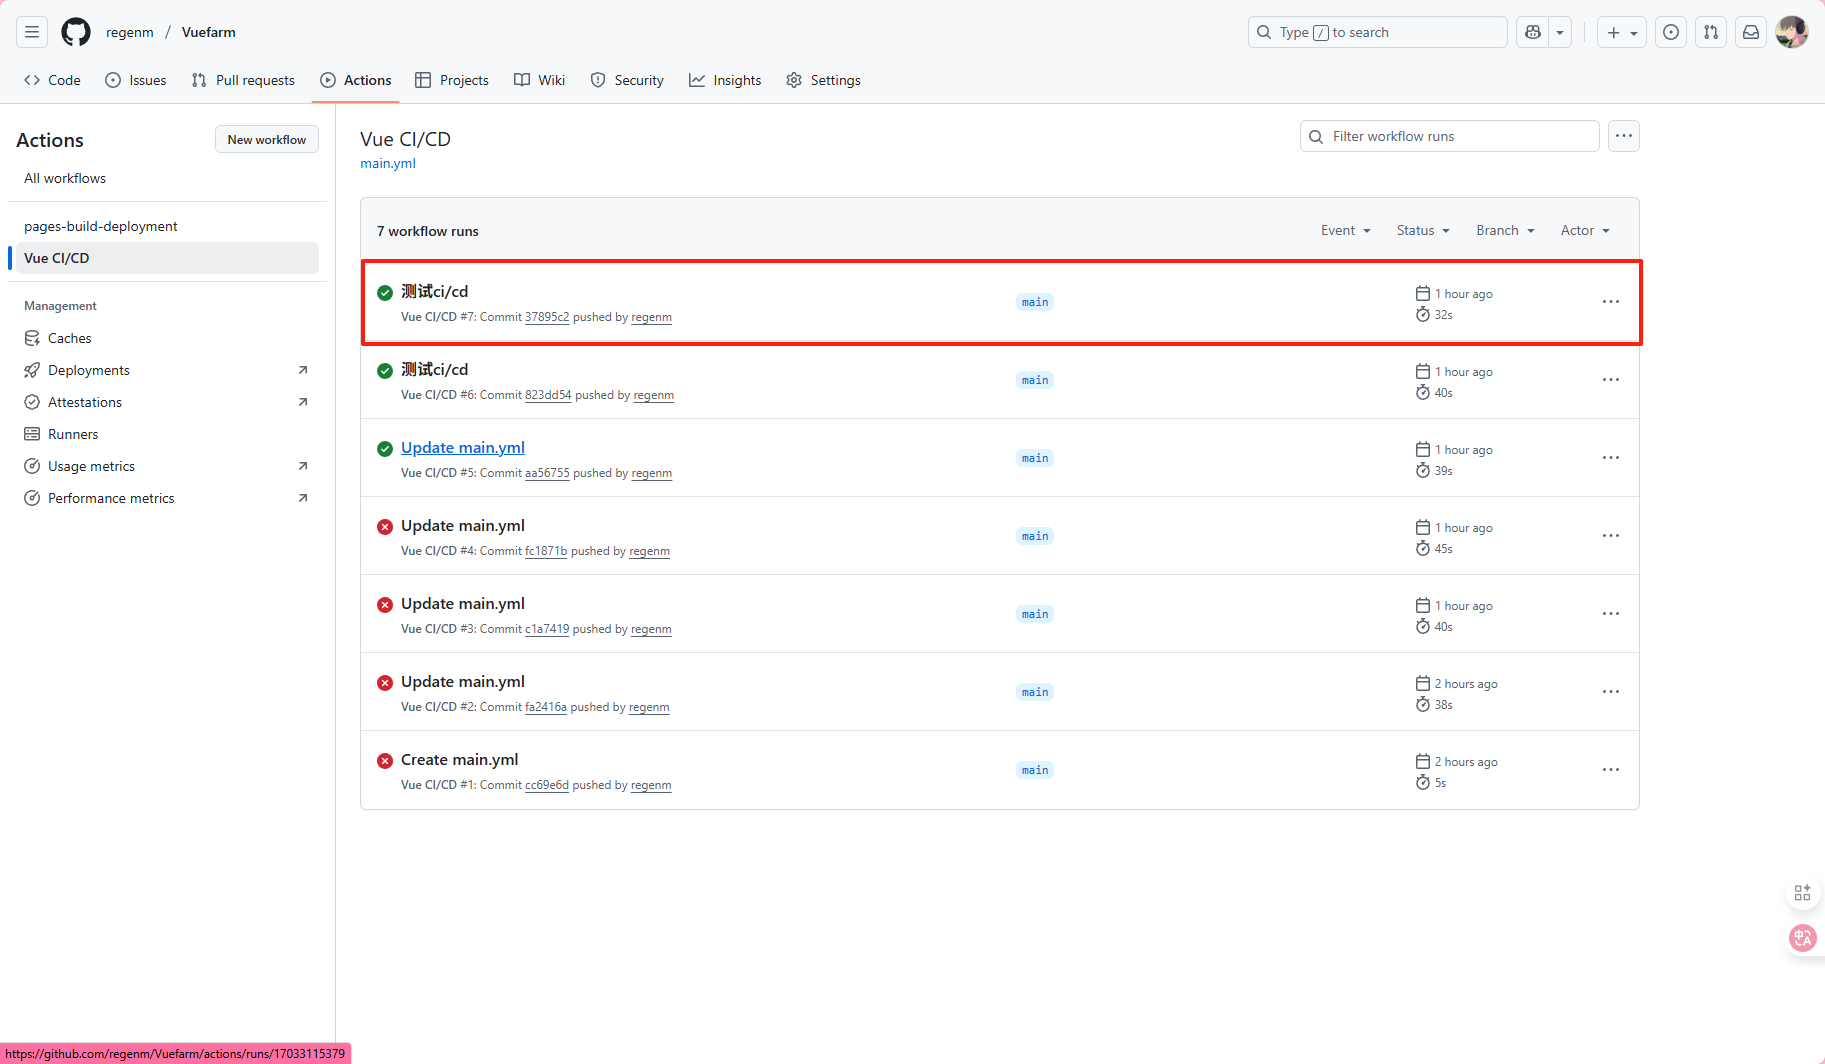 regenm / Vuefarm
Type / to search
Code Issues Pull requests Actions Projects Wiki Security Insights Settings
Actions
New workflow
All workflows
pages-build-deployment
Vue CI/CD
Management
Caches
Deployments
Attestations
Runners
Usage metrics
Performance metrics
Vue CI/CD
main.yml
Filter workflow runs
7 workflow runs
Event Status Branch Actor
测试ci/cd
Vue CI/CD #7: Commit 37895c2 pushed by regenm
main
1 hour ago
32s
测试ci/cd
Vue CI/CD #6: Commit 823dd54 pushed by regenm
main
1 hour ago
40s
Update main.yml
Vue CI/CD #5: Commit aa56755 pushed by regenm
main
1 hour ago
39s
Update main.yml
Vue CI/CD #4: Commit fc1871b pushed by regenm
main
1 hour ago
45s
Update main.yml
Vue CI/CD #3: Commit c1a7419 pushed by regenm
main
1 hour ago
40s
Update main.yml
Vue CI/CD #2: Commit fa2416a pushed by regenm
main
2 hours ago
38s
Create main.yml
Vue CI/CD #1: Commit cc69e6d pushed by regenm
main
2 hours ago
5s
中A
https://github.com/regenm/Vuefarm/actions/runs/17033115379